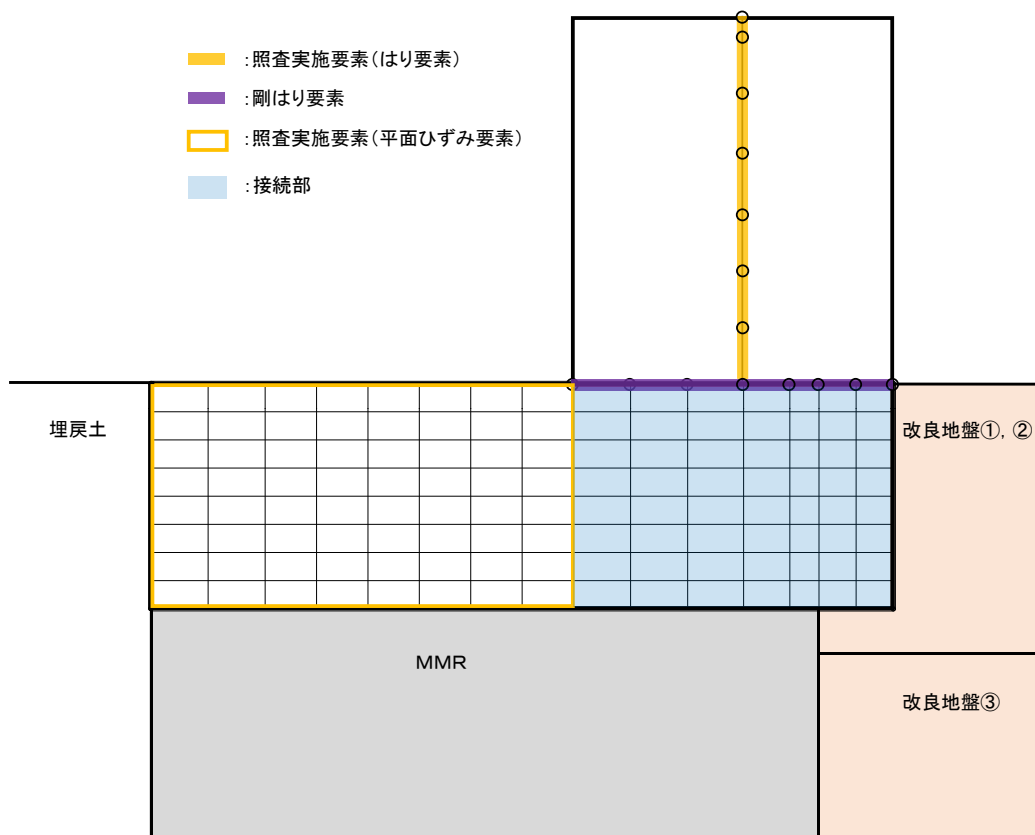 ：照査実施要素（はり要素）
：剛はり要素
：照査実施要素（平面ひずみ要素）
：接続部
埋戻土
改良地盤①，②
ＭＭＲ
改良地盤③